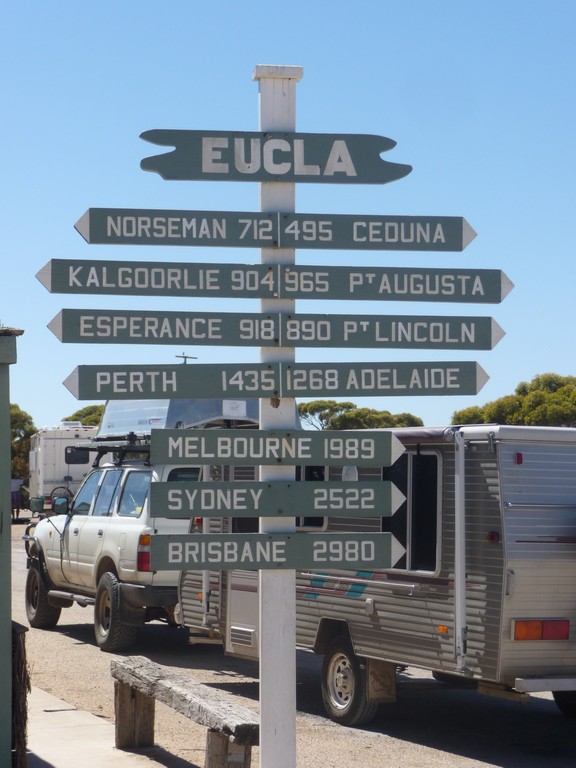 EUCLA
NORSEMAN 712 495 CEDUNA
KALGOORLIE 904 965 PT AUGUSTA
ESPERANCE 918 890 PT LINCOLN
PERTH 1435 1268 ADELAIDE
MELBOURNE 1989
SYDNEY 2522
BRISBANE 2980